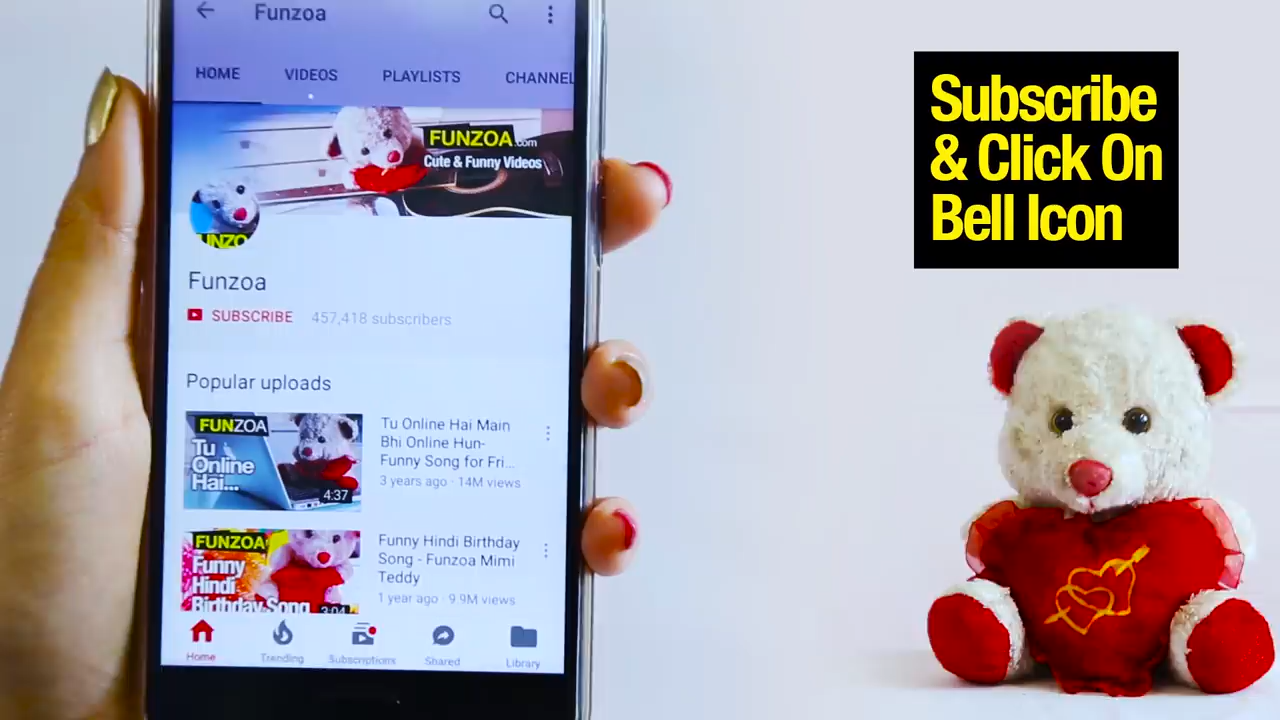 Funzoa
HOME VIDEOS PLAYLISTS CHANNEL
FUNZOA.com
Cute & Funny Videos
UNZO
Funzoa
SUBSCRIBE 457,418 subscribers
Popular uploads
FUNZOA
Tu
Online
Hai...
4:37
Tu Online Hai Main
Bhi Online Hun-
Funny Song for Fri...
3 years ago · 14M views
FUNZOA
Funny
Hindi
Birthday Song
3:04
Funny Hindi Birthday
Song - Funzoa Mimi
Teddy
1 year ago · 9.9M views
Home Trending Subscriptions Shared Library
Subscribe
& Click On
Bell Icon